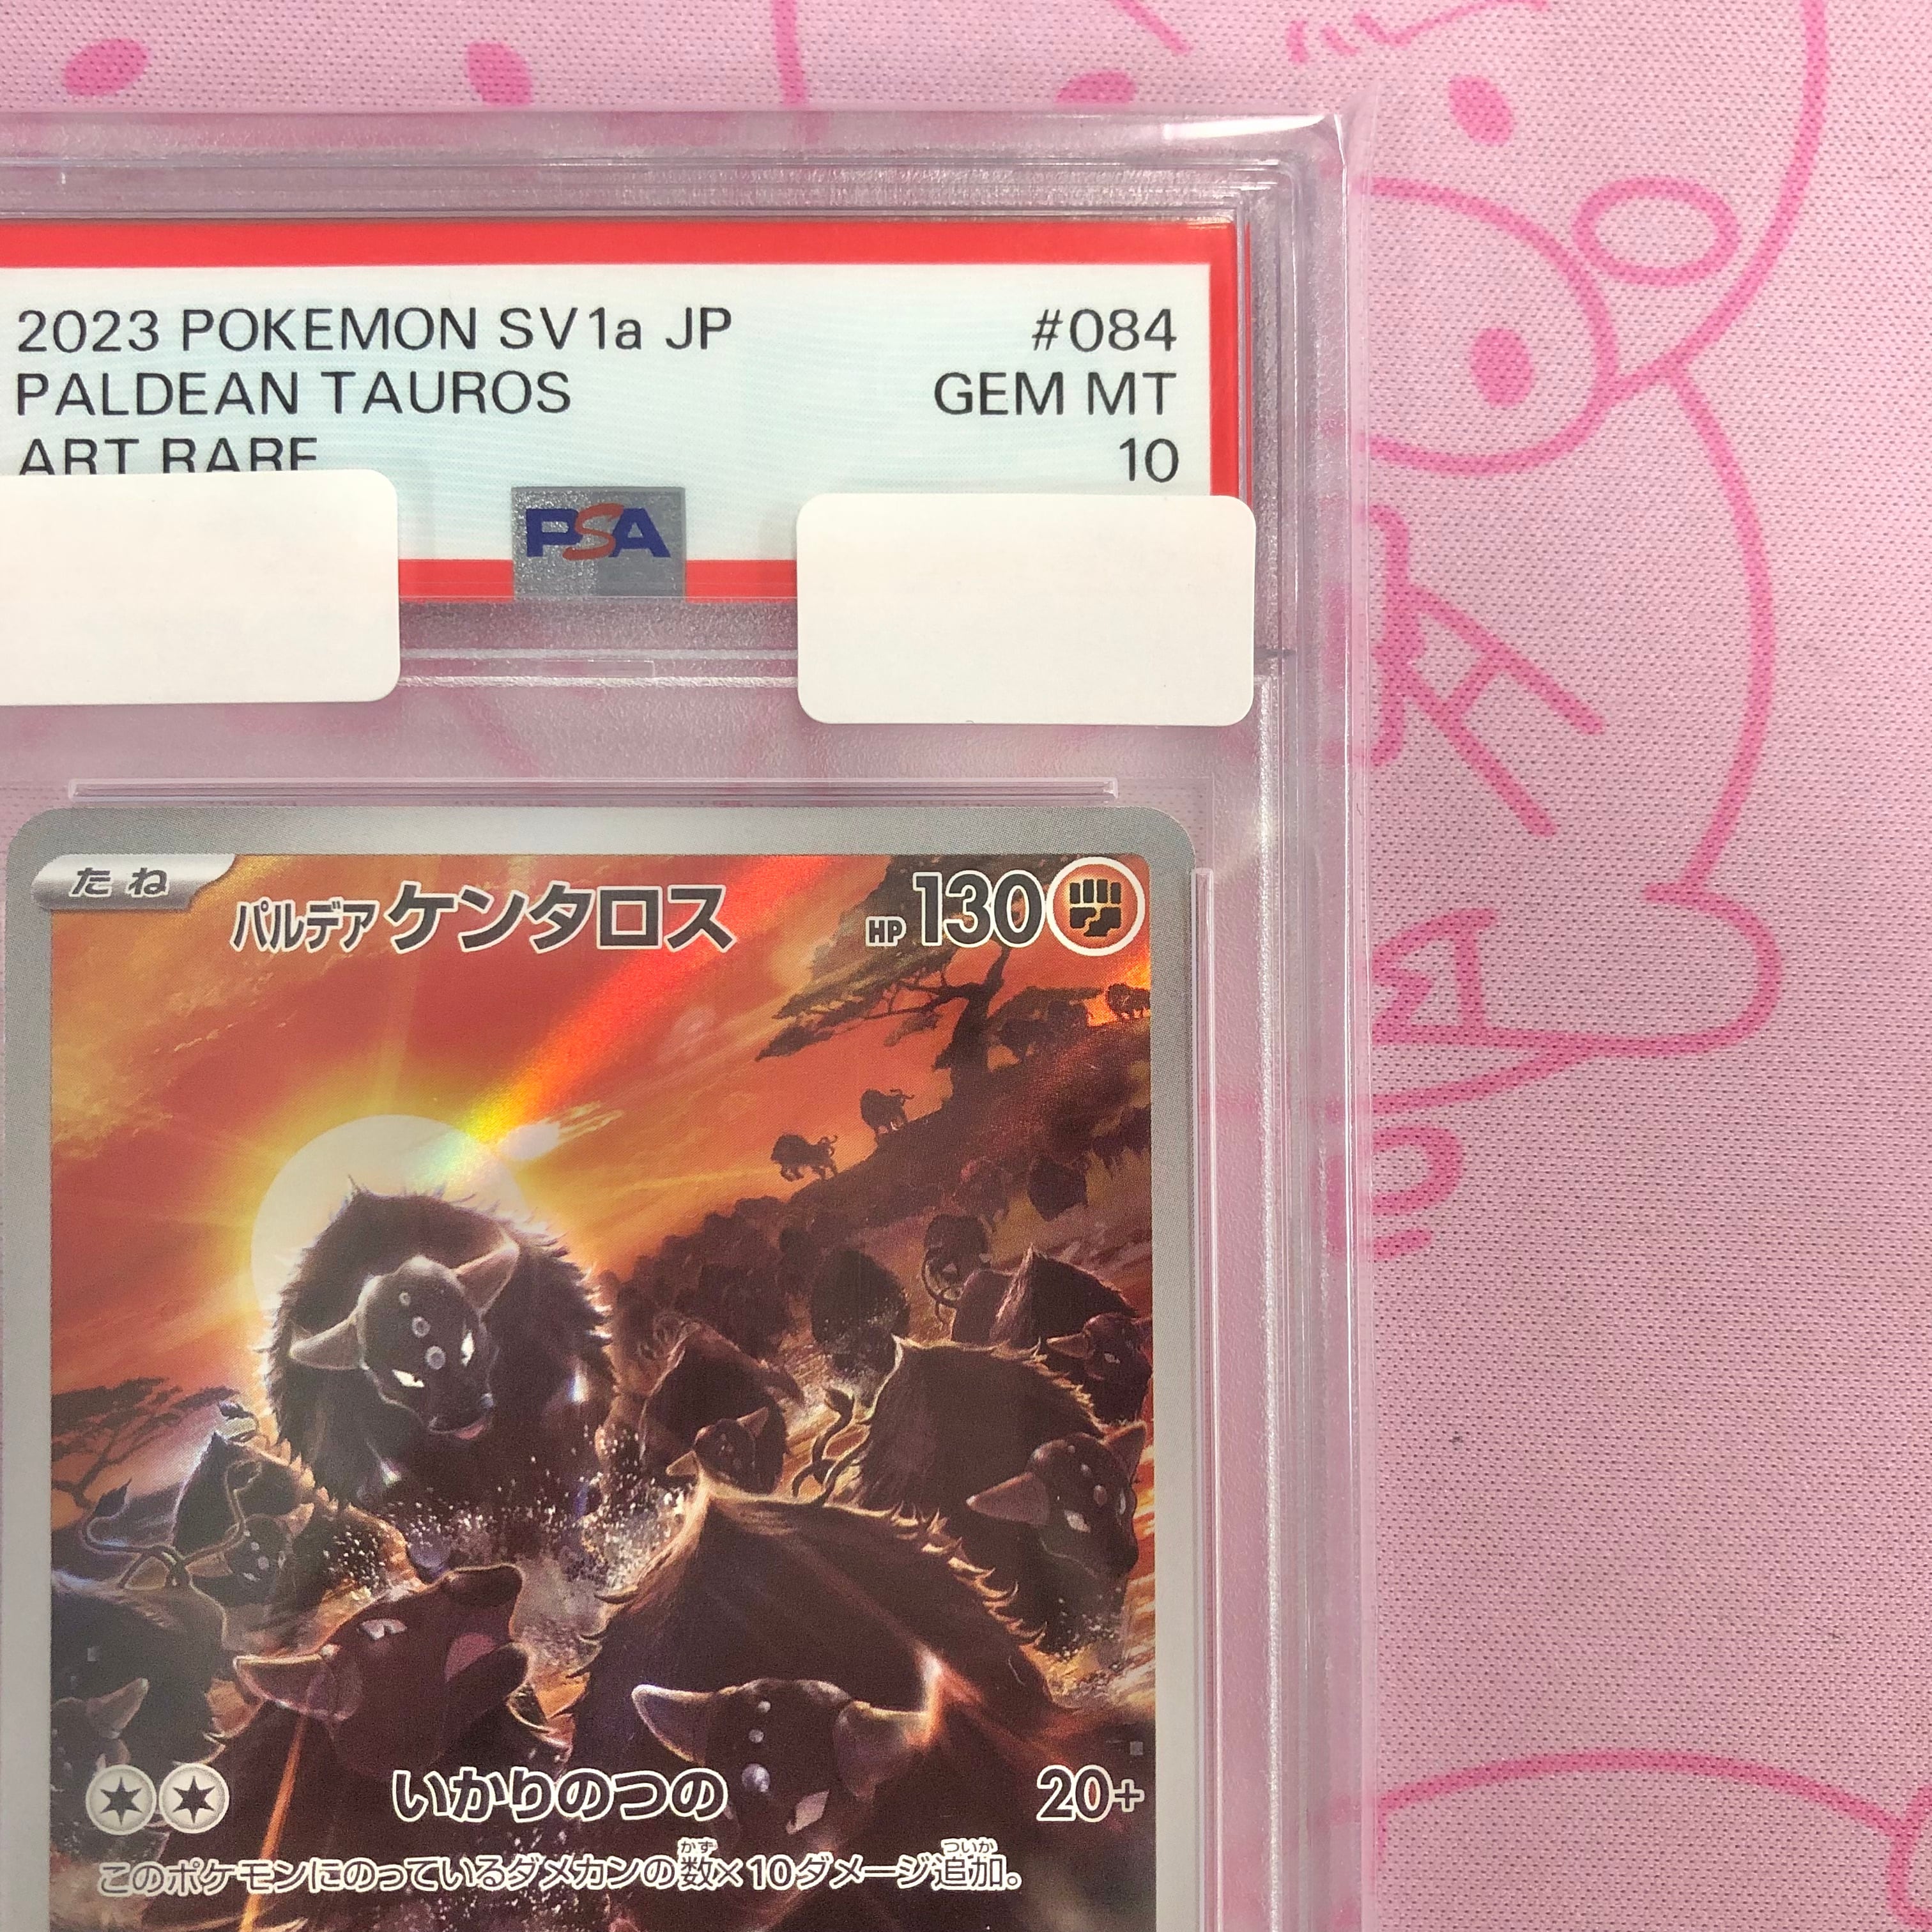 2023 POKEMON SV1a JP #084
PALDEAN TAUROS GEM MT
ART RARE 10
PSA
たね パルデア ケンタロス HP 130
いかりのつの 20+
このポケモンにのっているダメカンの数×10ダメージ追加。